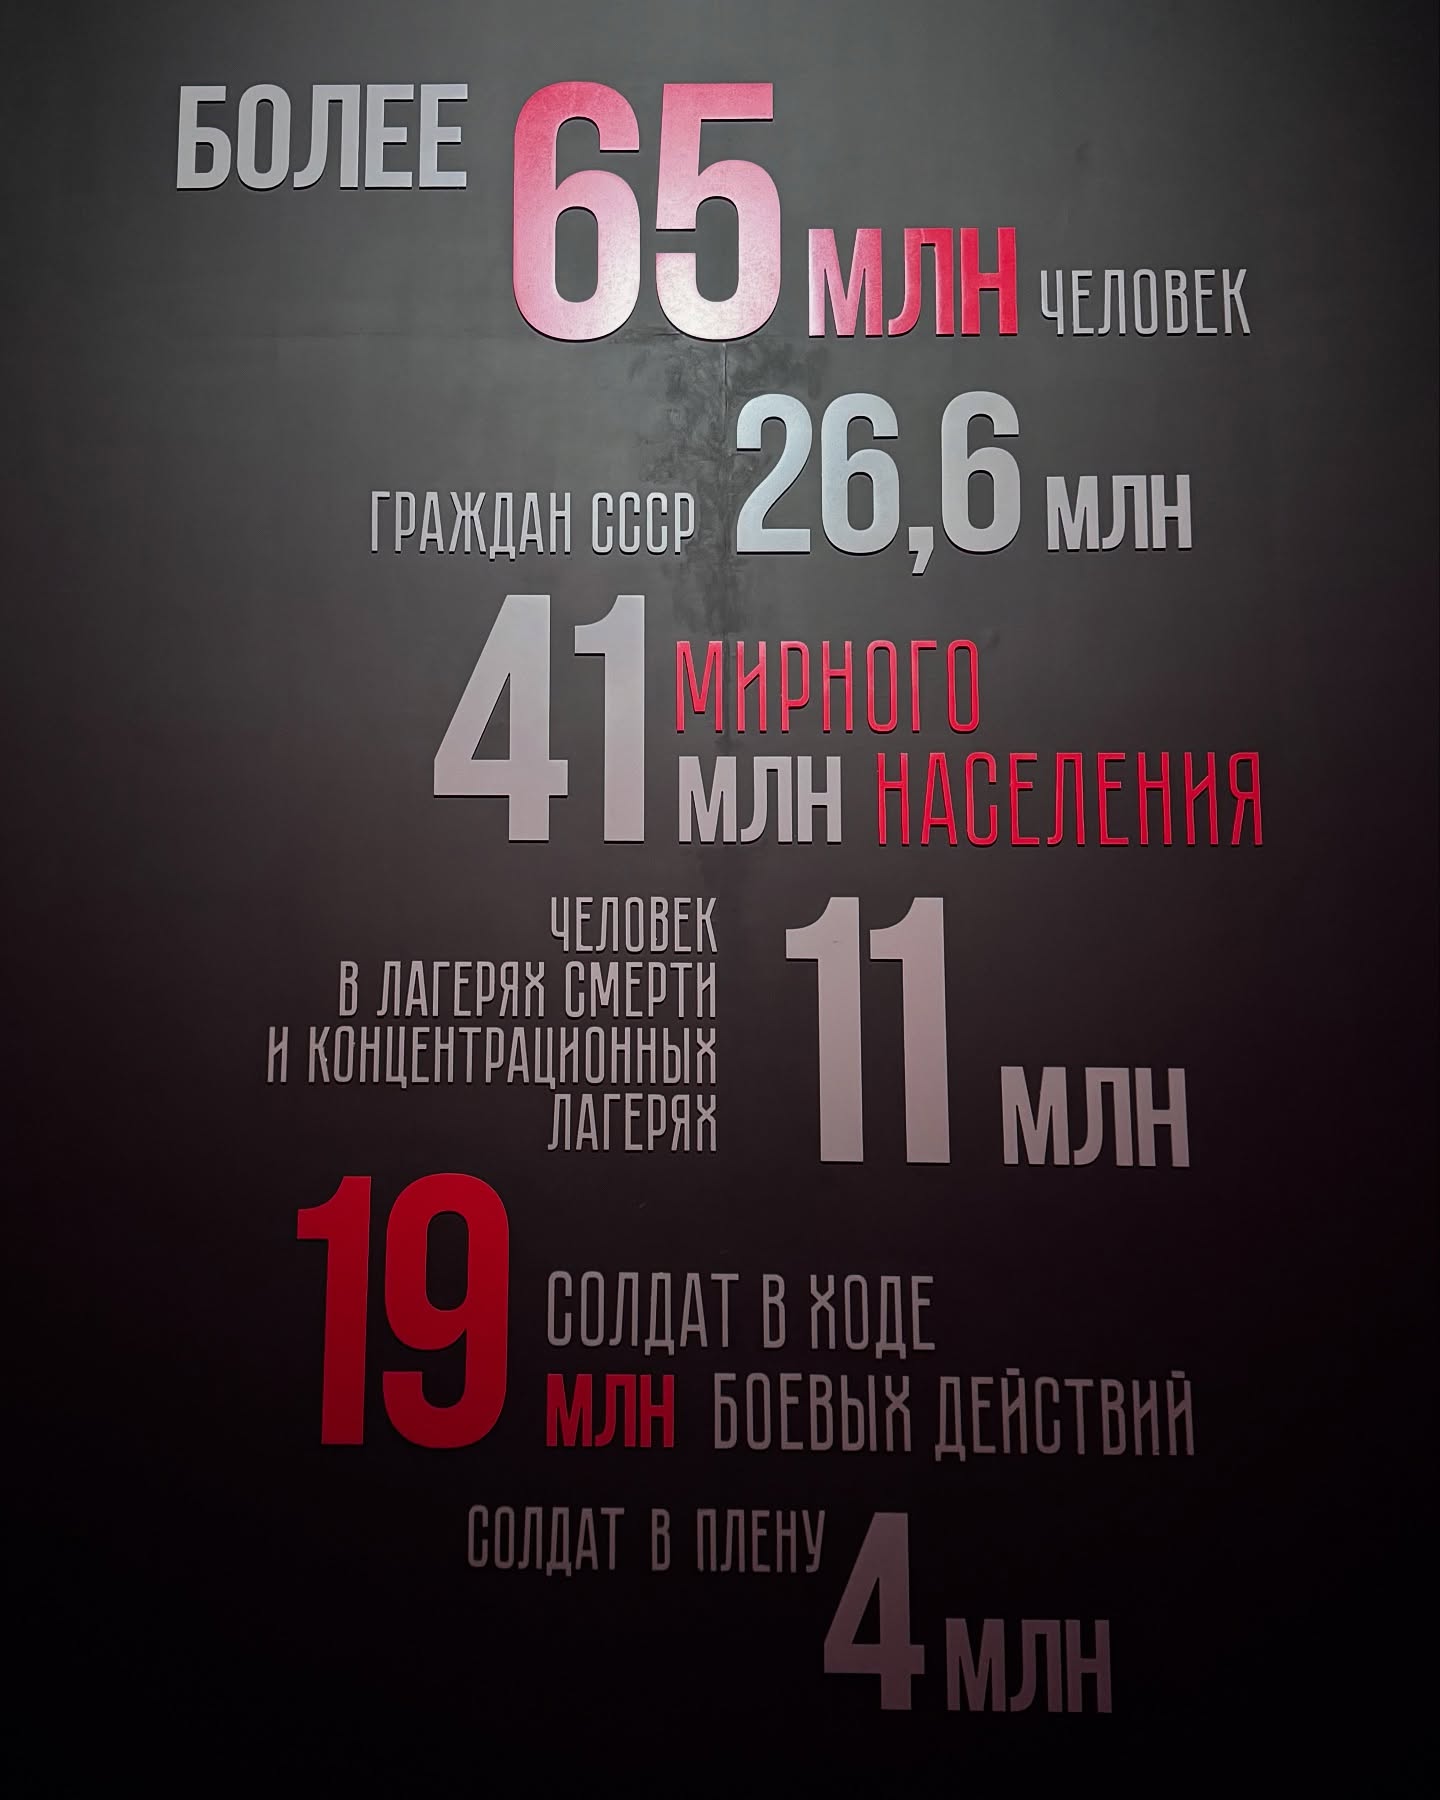 БОЛЕЕ 65 МЛН ЧЕЛОВЕК
ГРАЖДАН СССР 26,6 МЛН
41 МИРНОГО
МЛН НАСЕЛЕНИЯ
ЧЕЛОВЕК
В ЛАГЕРЯХ СМЕРТИ
И КОНЦЕНТРАЦИОННЫХ
ЛАГЕРЯХ
11 МЛН
19 СОЛДАТ В ХОДЕ
МЛН БОЕВЫХ ДЕЙСТВИЙ
СОЛДАТ В ПЛЕНУ 4 МЛН